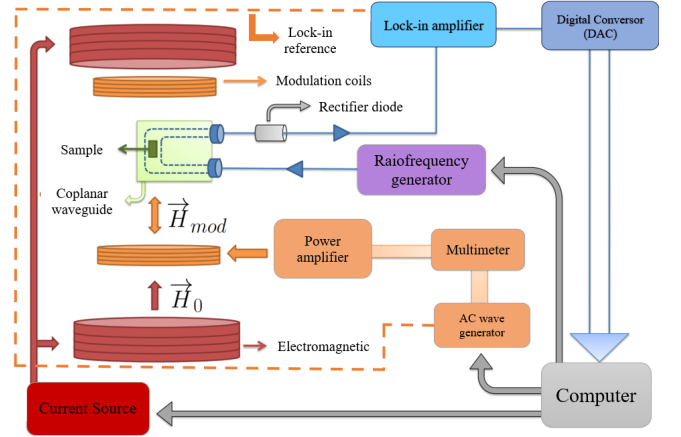 Lock-in
reference
Lock-in amplifier
Digital Conversor
(DAC)
Modulation coils
Rectifier diode
Sample
Raiofrequency
generator
Coplanar
waveguide
H mod
Power
amplifier
Multimeter
H 0
AC wave
generator
Electromagnetic
Current Source
Computer